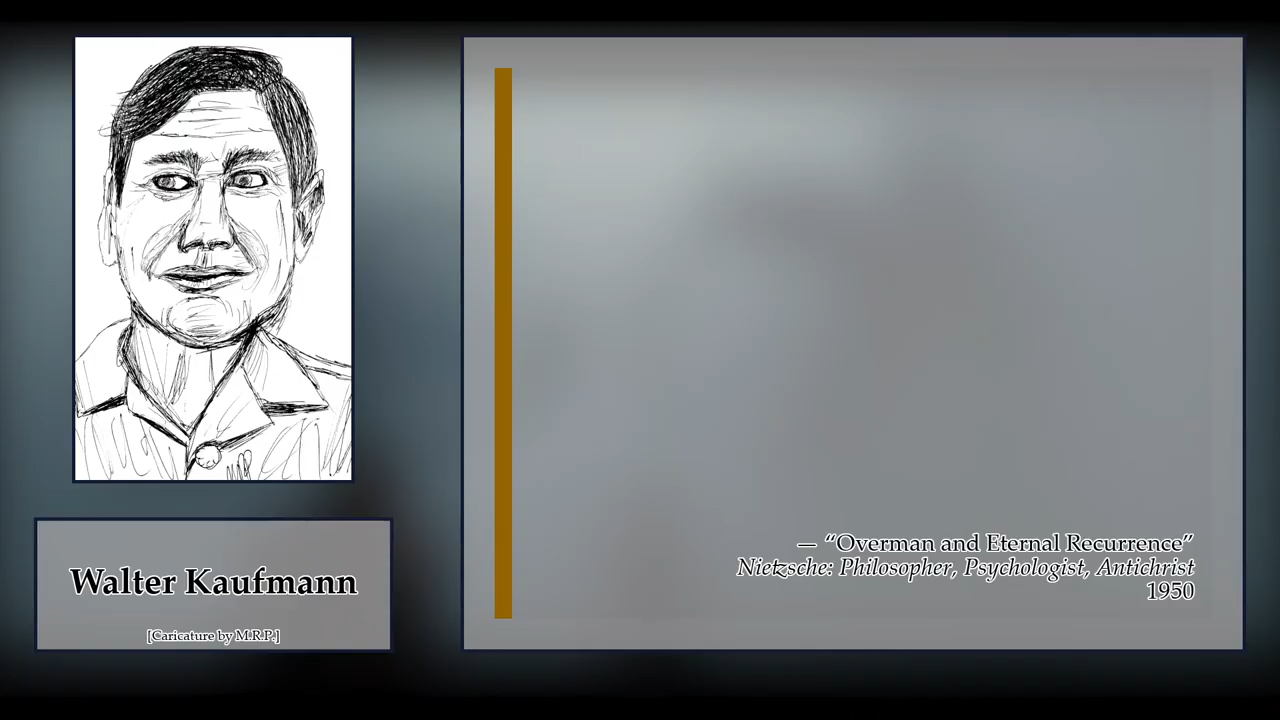 Walter Kaufmann
[Caricature by M.R.P.]
— “Overman and Eternal Recurrence”
Nietzsche: Philosopher, Psychologist, Antichrist
1950